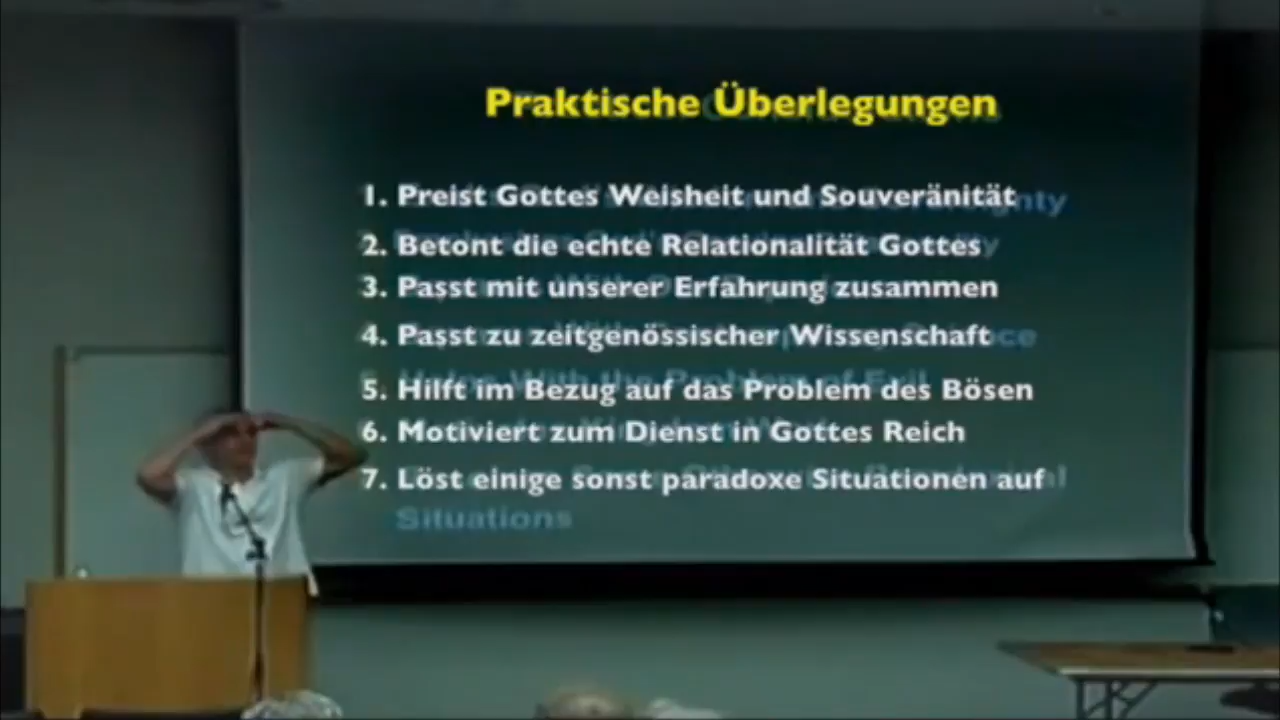 Praktische Überlegungen
1. Preist Gottes Weisheit und Souveränität
2. Betont die echte Relationalität Gottes
3. Passt mit unserer Erfahrung zusammen
4. Passt zu zeitgenössischer Wissenschaft
5. Hilft im Bezug auf das Problem des Bösen
6. Motiviert zum Dienst in Gottes Reich
7. Löst einige sonst paradoxe Situationen auf
Situations